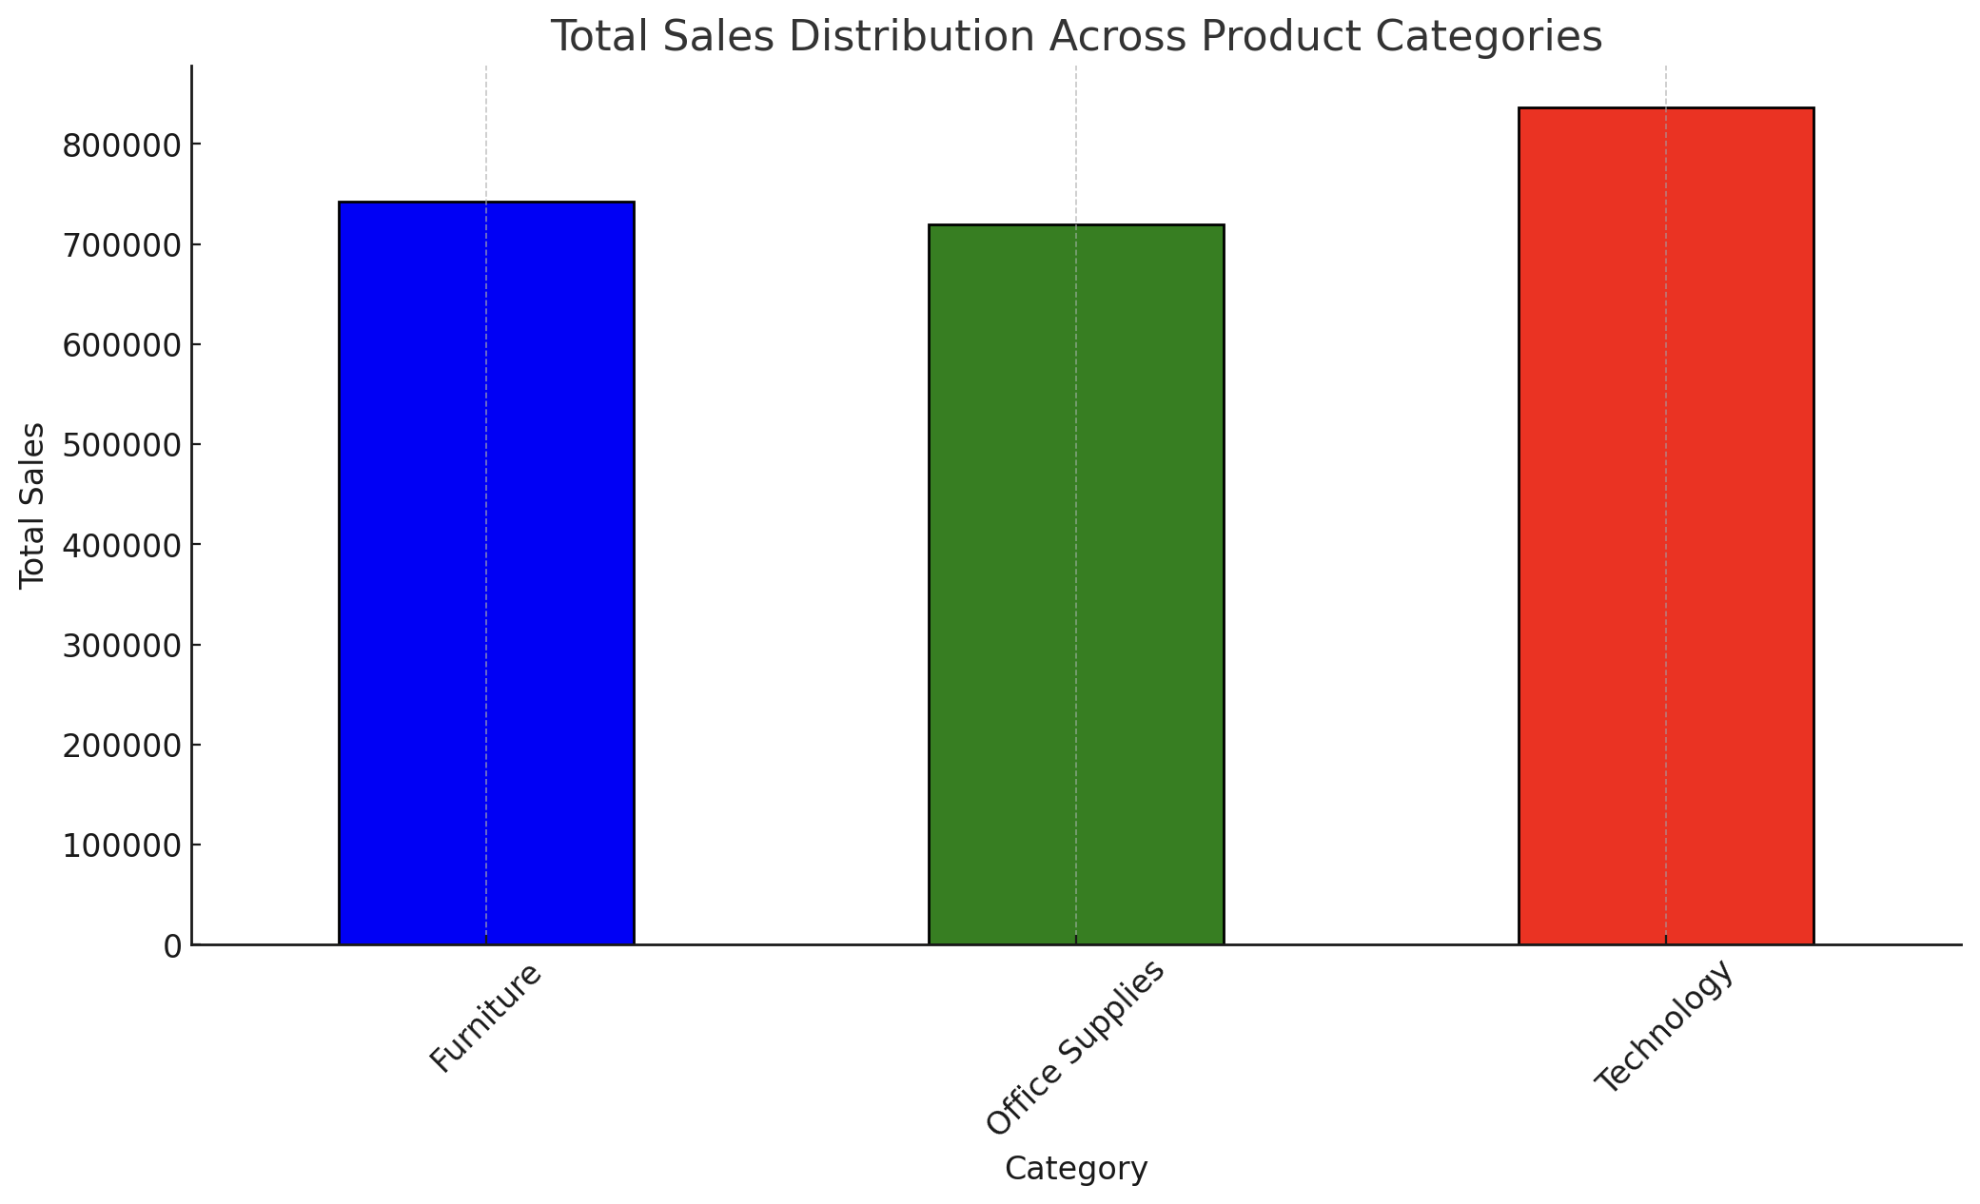 Total Sales Distribution Across Product Categories
800000
700000
600000
500000
400000
300000
200000
100000
0
Total Sales
Furniture
Office Supplies
Technology
Category